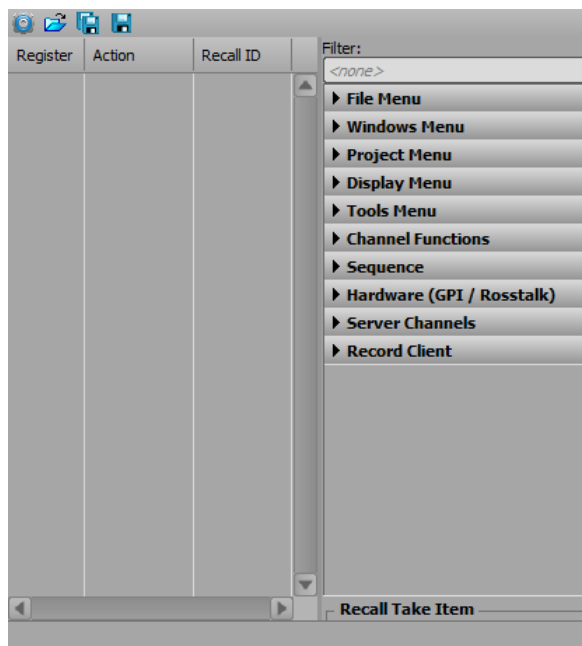 Register Action Recall ID
Filter:
<none>
File Menu
Windows Menu
Project Menu
Display Menu
Tools Menu
Channel Functions
Sequence
Hardware (GPI / Rosstalk)
Server Channels
Record Client
Recall Take Item